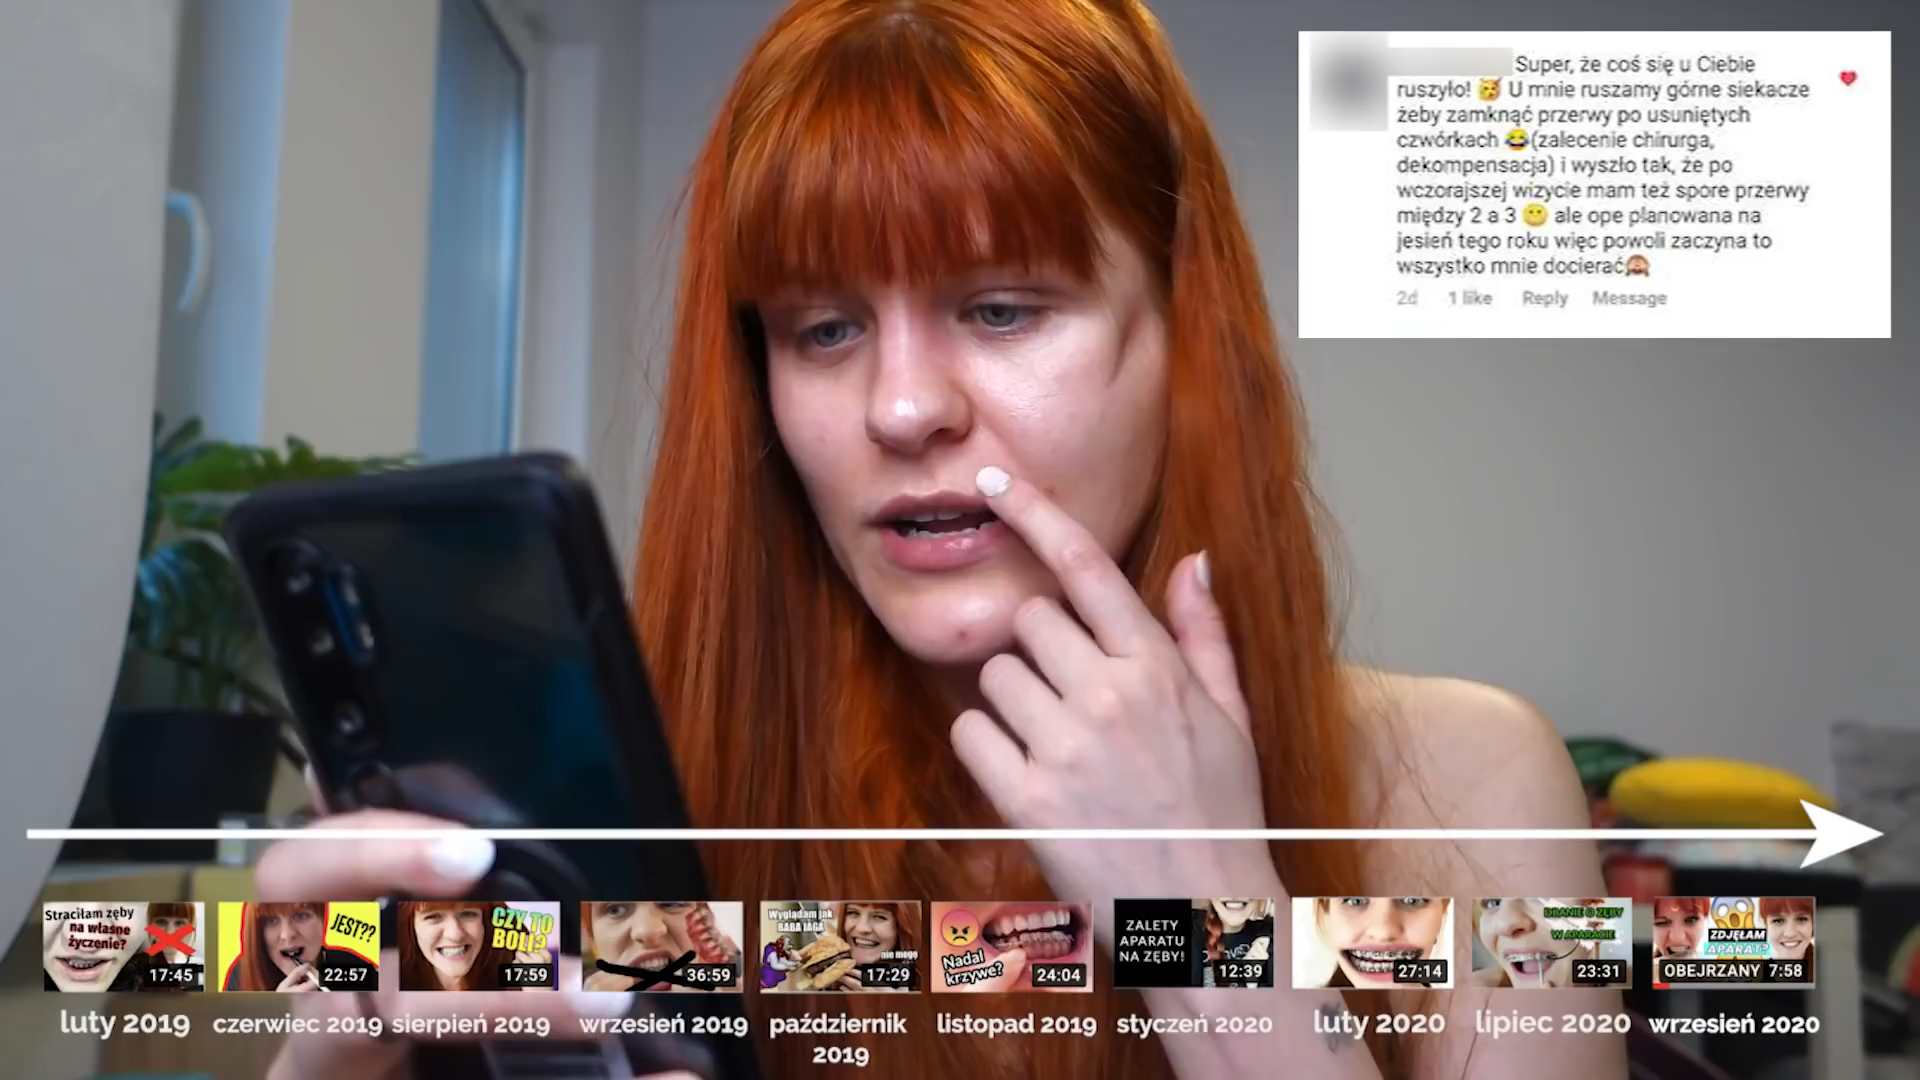 Super, że coś się u Ciebie
ruszyło! 🥳 U mnie ruszamy górne siekacze
żeby zamknąć przerwy po usuniętych
czwórkach 😂(zalecenie chirurga,
dekompensacja) i wyszło tak, że po
wczorajszej wizycie mam też spore przerwy
między 2 a 3 😬 ale ope planowana na
jesień tego roku więc powoli zaczyna to
wszystko mnie docierać🙈
2d 1 like Reply Message
Straciłam zęby
na własne
życzenie?
17:45
JEST??
22:57
CZY TO
BOLI?
17:59
36:59
Wyglądam jak
BABA JAGA
nie mogę
17:29
Nadal
krzywe?
24:04
ZALETY
APARATU
NA ZĘBY!
12:39
27:14
DBANIE O ZĘBY
W APARACIE
23:31
ZDJĘŁAM
APARAT?
OBEJRZANY 7:58
luty 2019
czerwiec 2019
sierpień 2019
wrzesień 2019
październik
2019
listopad 2019
styczeń 2020
luty 2020
lipiec 2020
wrzesień 2020